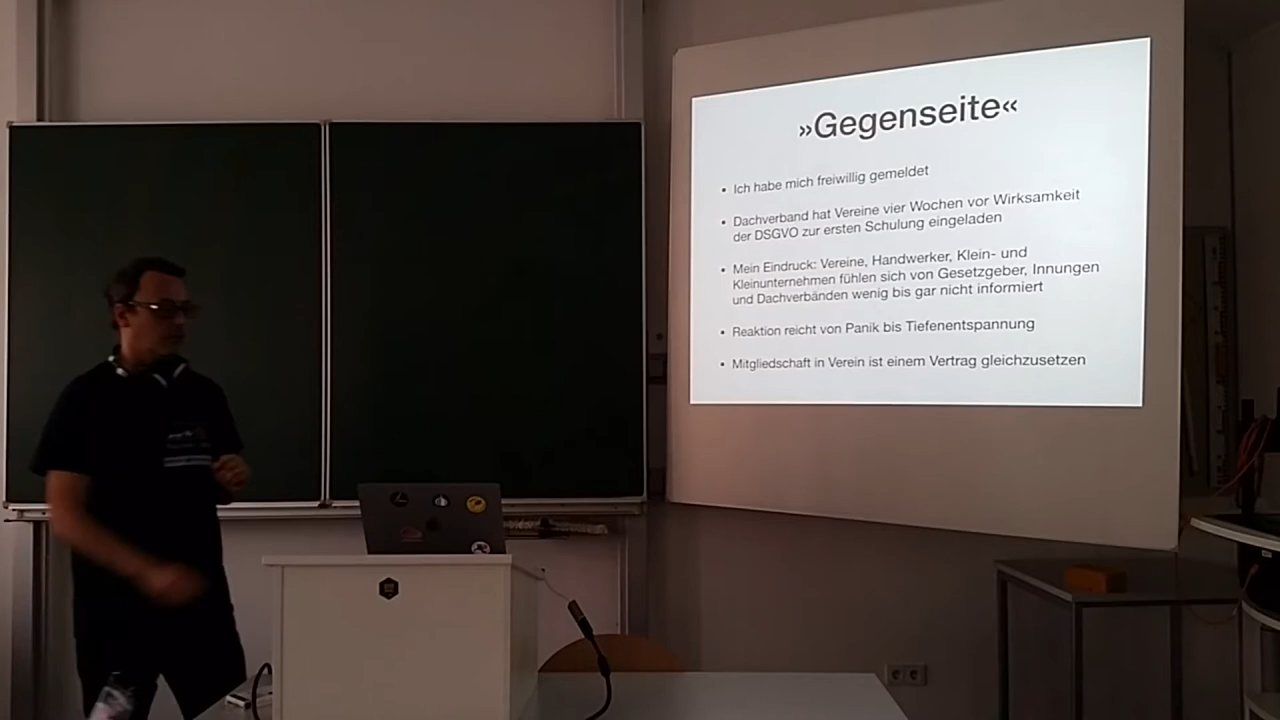 »Gegenseite«
• Ich habe mich freiwillig gemeldet
• Dachverband hat Vereine vier Wochen vor Wirksamkeit
der DSGVO zur ersten Schulung eingeladen
• Mein Eindruck: Vereine, Handwerker, Klein- und
Kleinunternehmen fühlen sich von Gesetzgeber, Innungen
und Dachverbänden wenig bis gar nicht informiert
• Reaktion reicht von Panik bis Tiefenentspannung
• Mitgliedschaft in Verein ist einem Vertrag gleichzusetzen